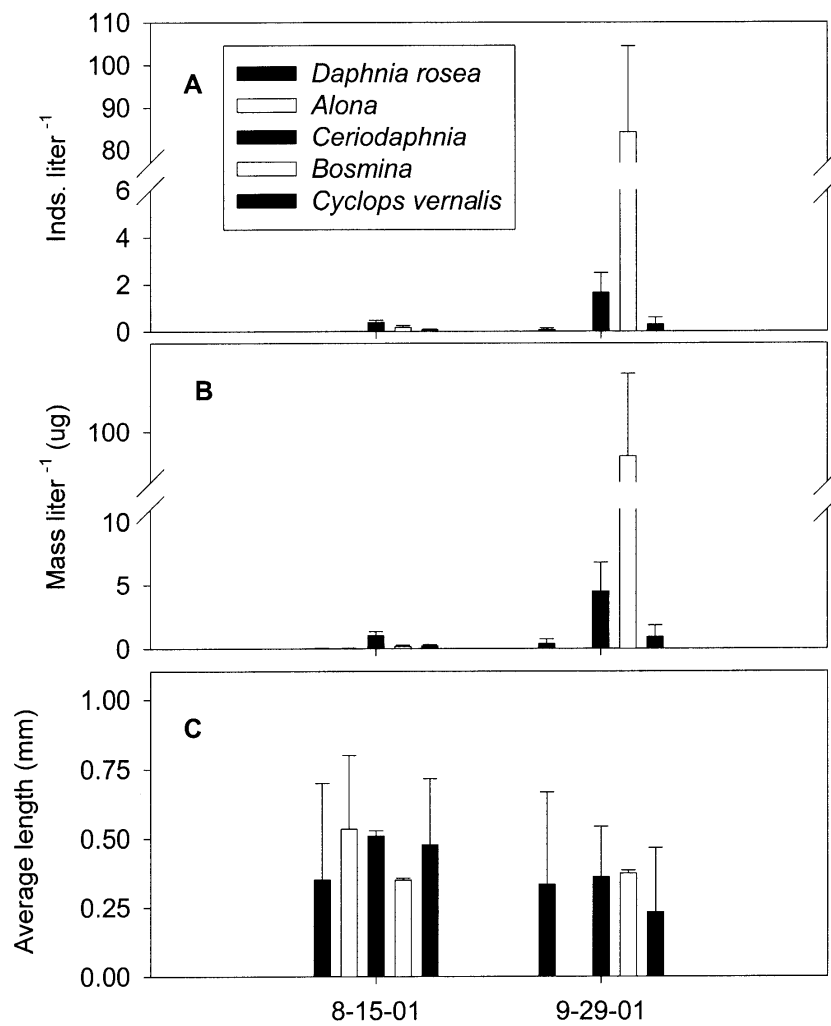 110
100
90
80
6
4
2
0
Inds. liter⁻¹
A
Daphnia rosea
Alona
Ceriodaphnia
Bosmina
Cyclops vernalis
100
10
5
0
Mass liter⁻¹ (ug)
B
1.00
0.75
0.50
0.25
0.00
Average length (mm)
C
8-15-01 9-29-01